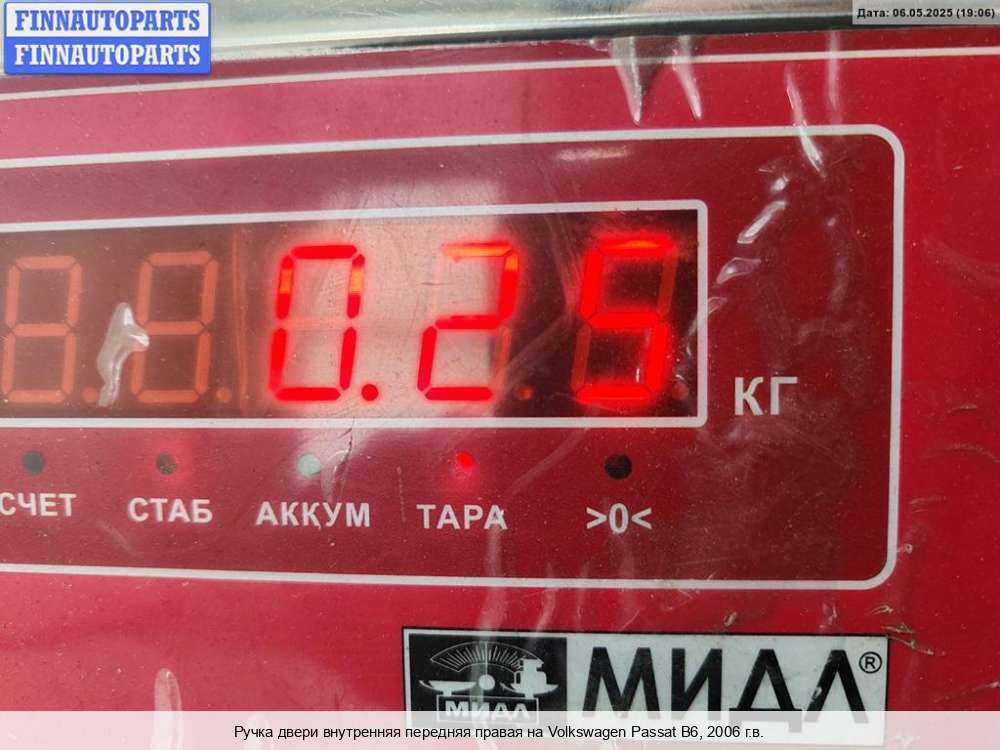 FINNAUTOPARTS
FINNAUTOPARTS
Дата: 06.05.2025 (19:06)
0.25
КГ
СЧЕТ СТАБ АККУМ ТАРА >0<
МИДЛ МИДЛ®
Ручка двери внутренняя передняя правая на Volkswagen Passat B6, 2006 г.в.